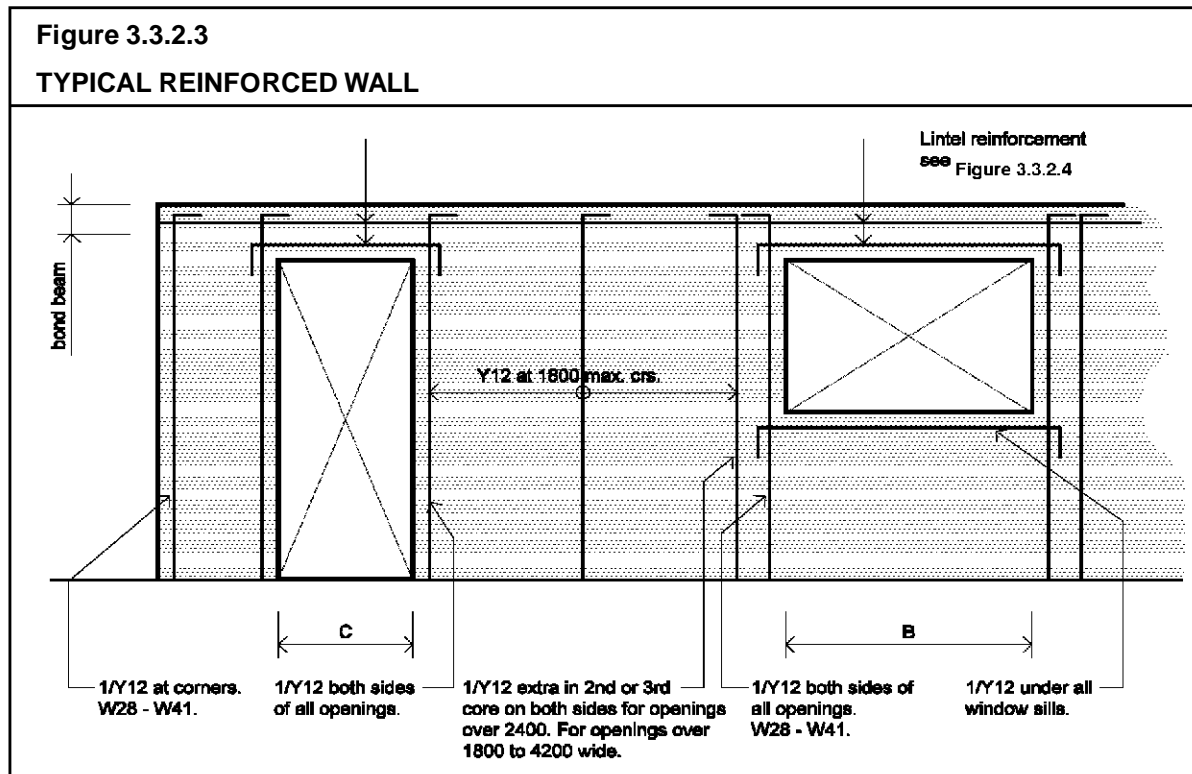 Figure 3.3.2.3
TYPICAL REINFORCED WALL
Lintel reinforcement
see Figure 3.3.2.4
bond beam
Y12 at 1800 max. crs.
C
B
1/Y12 at corners.
W28 - W41.
1/Y12 both sides
of all openings.
1/Y12 extra in 2nd or 3rd
core on both sides for openings
over 2400. For openings over
1800 to 4200 wide.
1/Y12 both sides of
all openings.
W28 - W41.
1/Y12 under all
window sills.